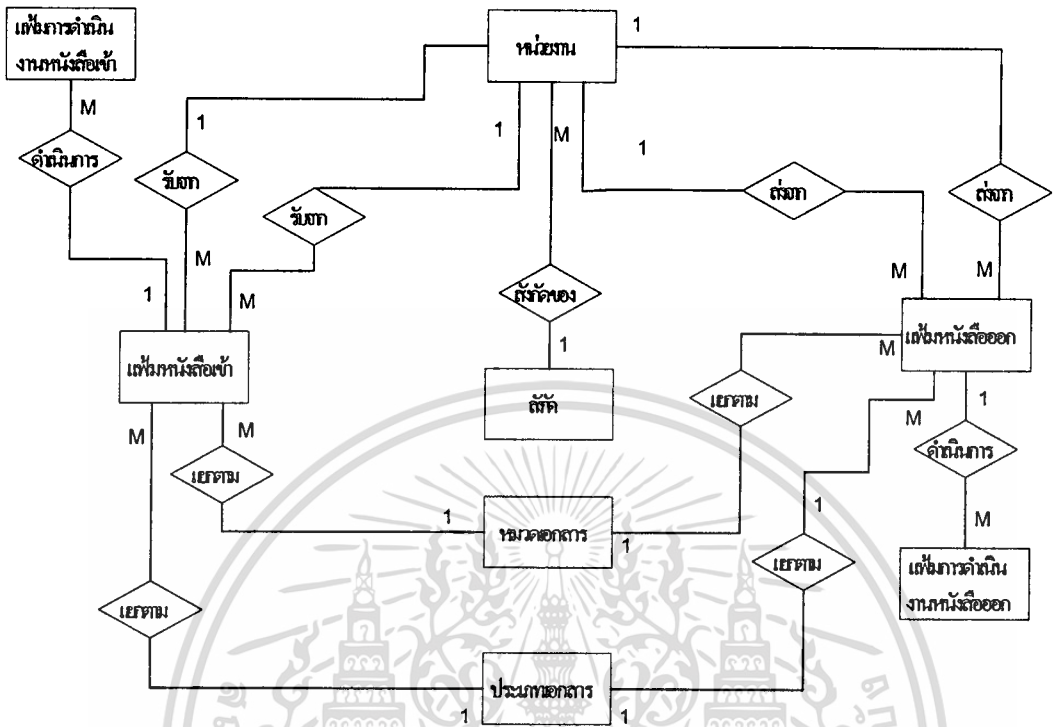 แฟ้มการดำเนิน
งานหนังสือเข้า
หน่วยงาน
1
M
1
1
M
1
ดำเนินการ
รับจาก
รับจาก
ส่งจาก
ส่งจาก
M
M
M
M
1
M
สังกัดของ
1
แฟ้มหนังสือเข้า
แฟ้มหนังสือออก
M
สังกัด
แยกตาม
M
M
M
1
แยกตาม
ดำเนินการ
1
หมวดเอกสาร
1
1
M
แยกตาม
แฟ้มการดำเนิน
งานหนังสือออก
แยกตาม
ประเภทเอกสาร
1
1